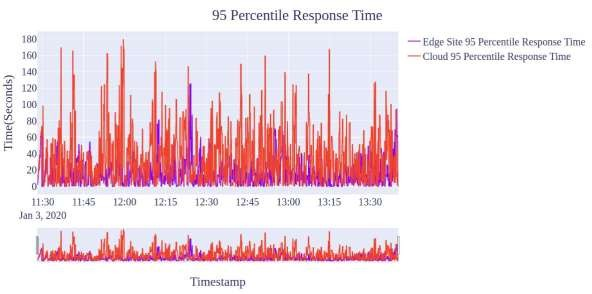 95 Percentile Response Time
Time(Seconds)
180
160
140
120
100
80
60
40
20
0
Edge Site 95 Percentile Response Time
Cloud 95 Percentile Response Time
11:30 11:45 12:00 12:15 12:30 12:45 13:00 13:15 13:30
Jan 3, 2020
Timestamp